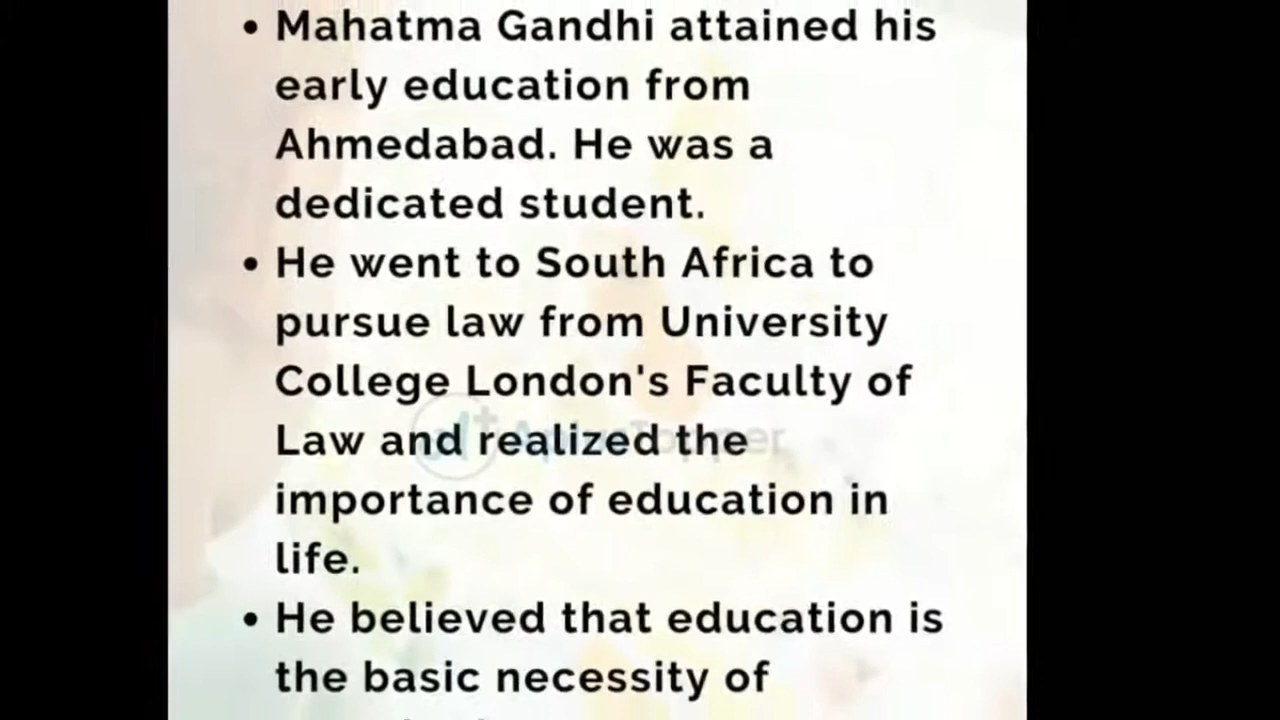 • Mahatma Gandhi attained his
early education from
Ahmedabad. He was a
dedicated student.
• He went to South Africa to
pursue law from University
College London's Faculty of
Law and realized the
importance of education in
life.
• He believed that education is
the basic necessity of